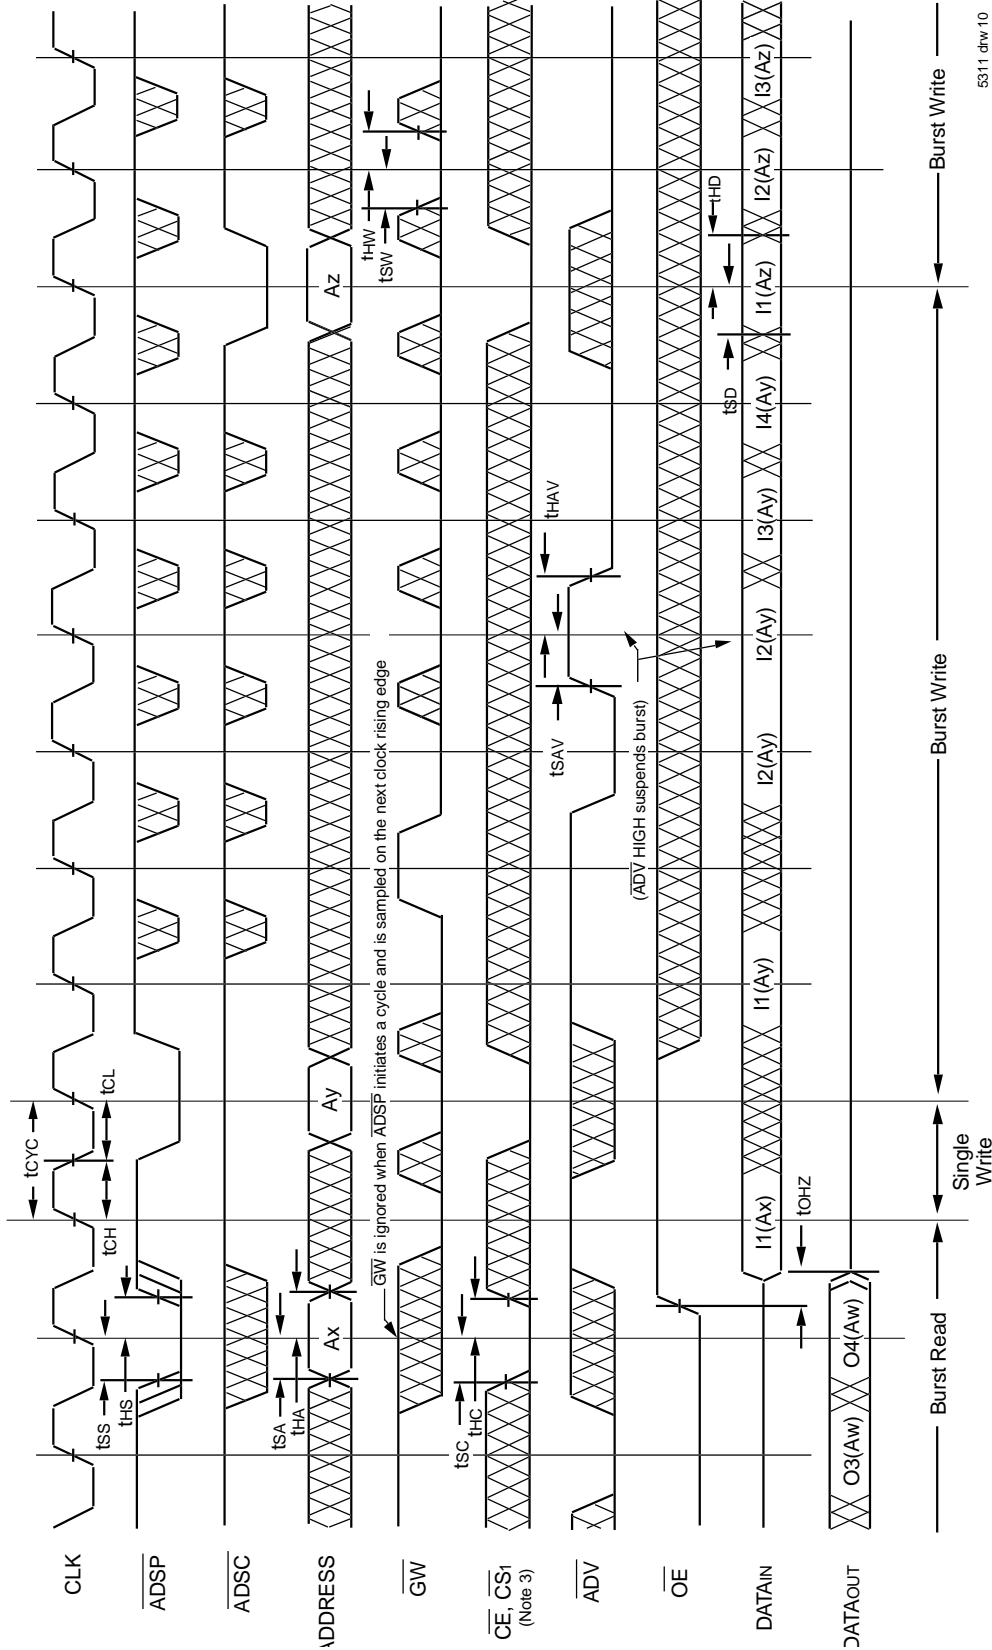 CLK
tCYC
tCH
tCL
ADSP
tSS
tHS
ADSC
ADDRESS
tSA
tHA
Ax
Ay
Az
GW
GW is ignored when ADSP initiates a cycle and is sampled on the next clock rising edge
tHW
tSW
CE, CS1
(Note 3)
tSC
tHC
ADV
tSAV
tHAV
(ADV HIGH suspends burst)
OE
DATAIN
I1(Ax)
I1(Ay)
I2(Ay)
I2(Ay)
I3(Ay)
I4(Ay)
I1(Az)
I2(Az)
I3(Az)
tSD
tHD
tOHZ
DATAOUT
O3(Aw)
O4(Aw)
Burst Read
Single
Write
Burst Write
Burst Write
5311 drw 10